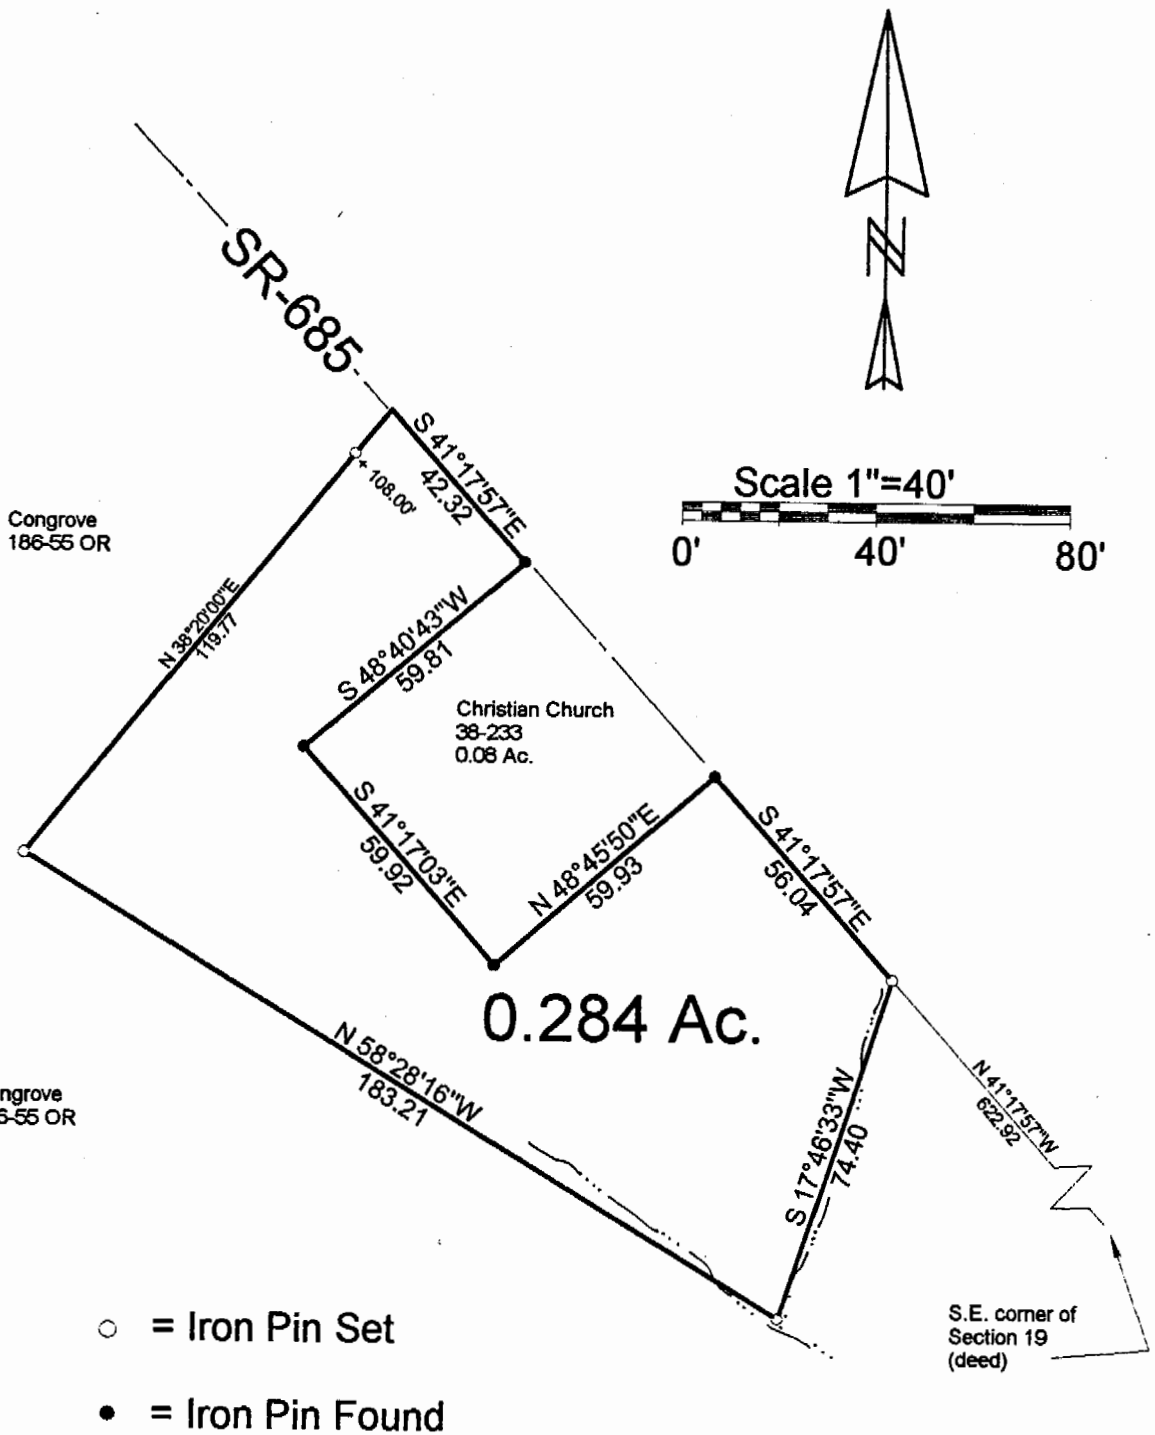 N
SR-685
S 41°17'57"E
42.32
+ 108.00'
Scale 1"=40'
0' 40' 80'
Congrove
186-55 OR
N 38°20'00"E
119.77
S 48°40'43"W
59.81
Christian Church
38-233
0.08 Ac.
S 41°17'03"E
59.92
N 48°45'50"E
59.93
S 41°17'57"E
56.04
0.284 Ac.
N 58°28'16"W
183.21
ngrove
6-55 OR
S 17°46'33"W
74.40
N 41°17'57"W
622.92
S.E. corner of
Section 19
(deed)
= Iron Pin Set
= Iron Pin Found